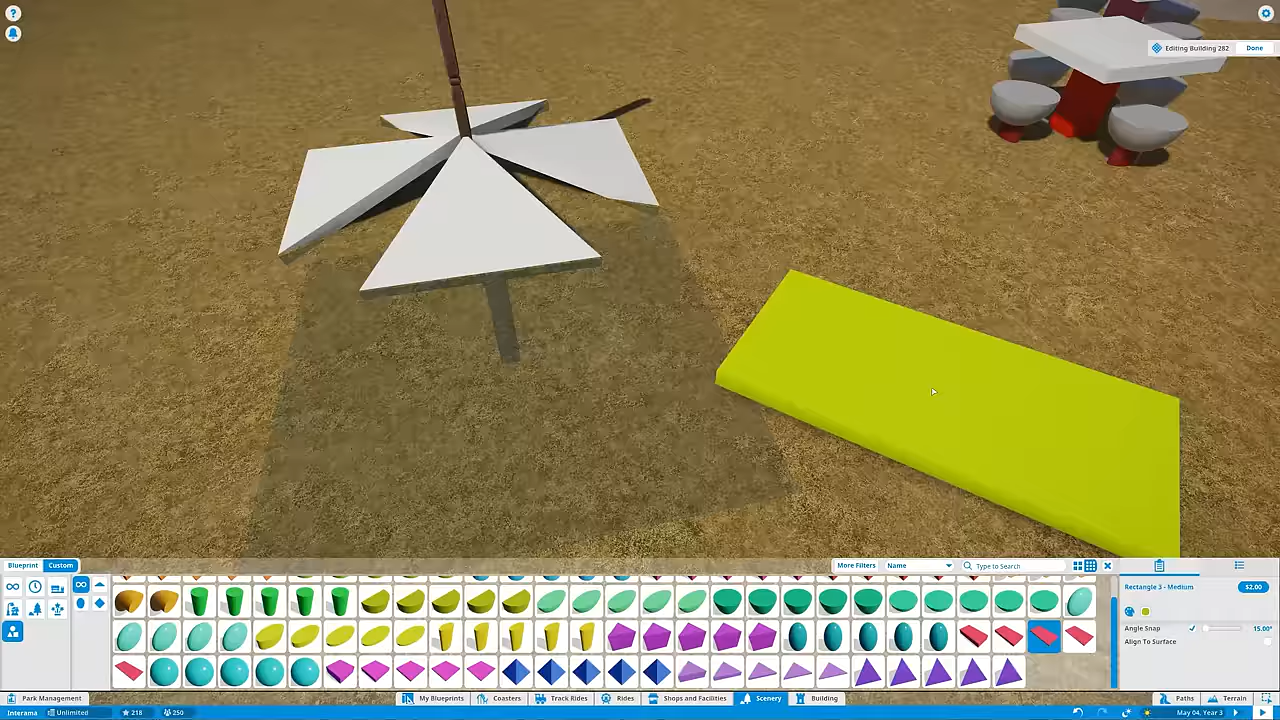 ?
Editing Building 282
Done
Blueprint
Custom
More Filters
Name
Type to Search
Rectangle 3 - Medium
$2.00
Angle Snap
15.00°
Align To Surface
Park Management
My Blueprints
Coasters
Track Rides
Rides
Shops and Facilities
Scenery
Building
Paths
Terrain
Interama
Unlimited
218
250
May 04, Year 3